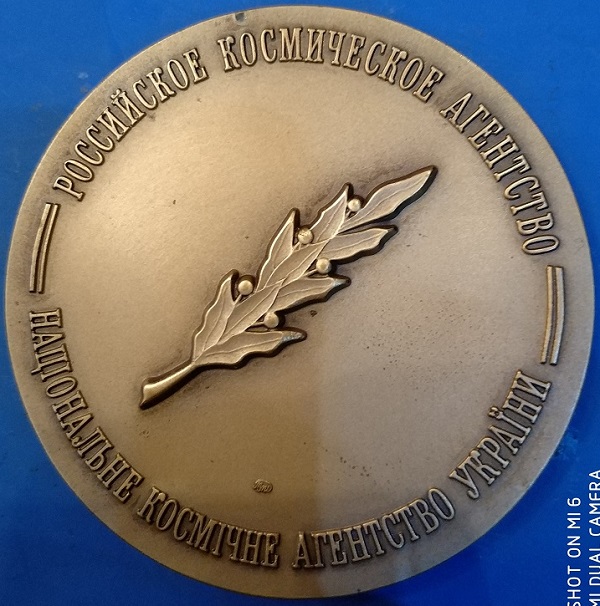 РОССИЙСКОЕ КОСМИЧЕСКОЕ АГЕНТСТВО
НАЦІОНАЛЬНЕ КОСМІЧНЕ АГЕНТСТВО УКРАЇНИ
SHOT ON MI 6
MI DUAL CAMERA